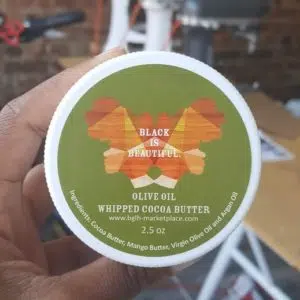 BLACK
IS
BEAUTIFUL.
OLIVE OIL
WHIPPED COCOA BUTTER
www.bglh-marketplace.com
2.5 oz
Ingredients: Cocoa Butter, Mango Butter, Virgin Olive Oil and Argan Oil